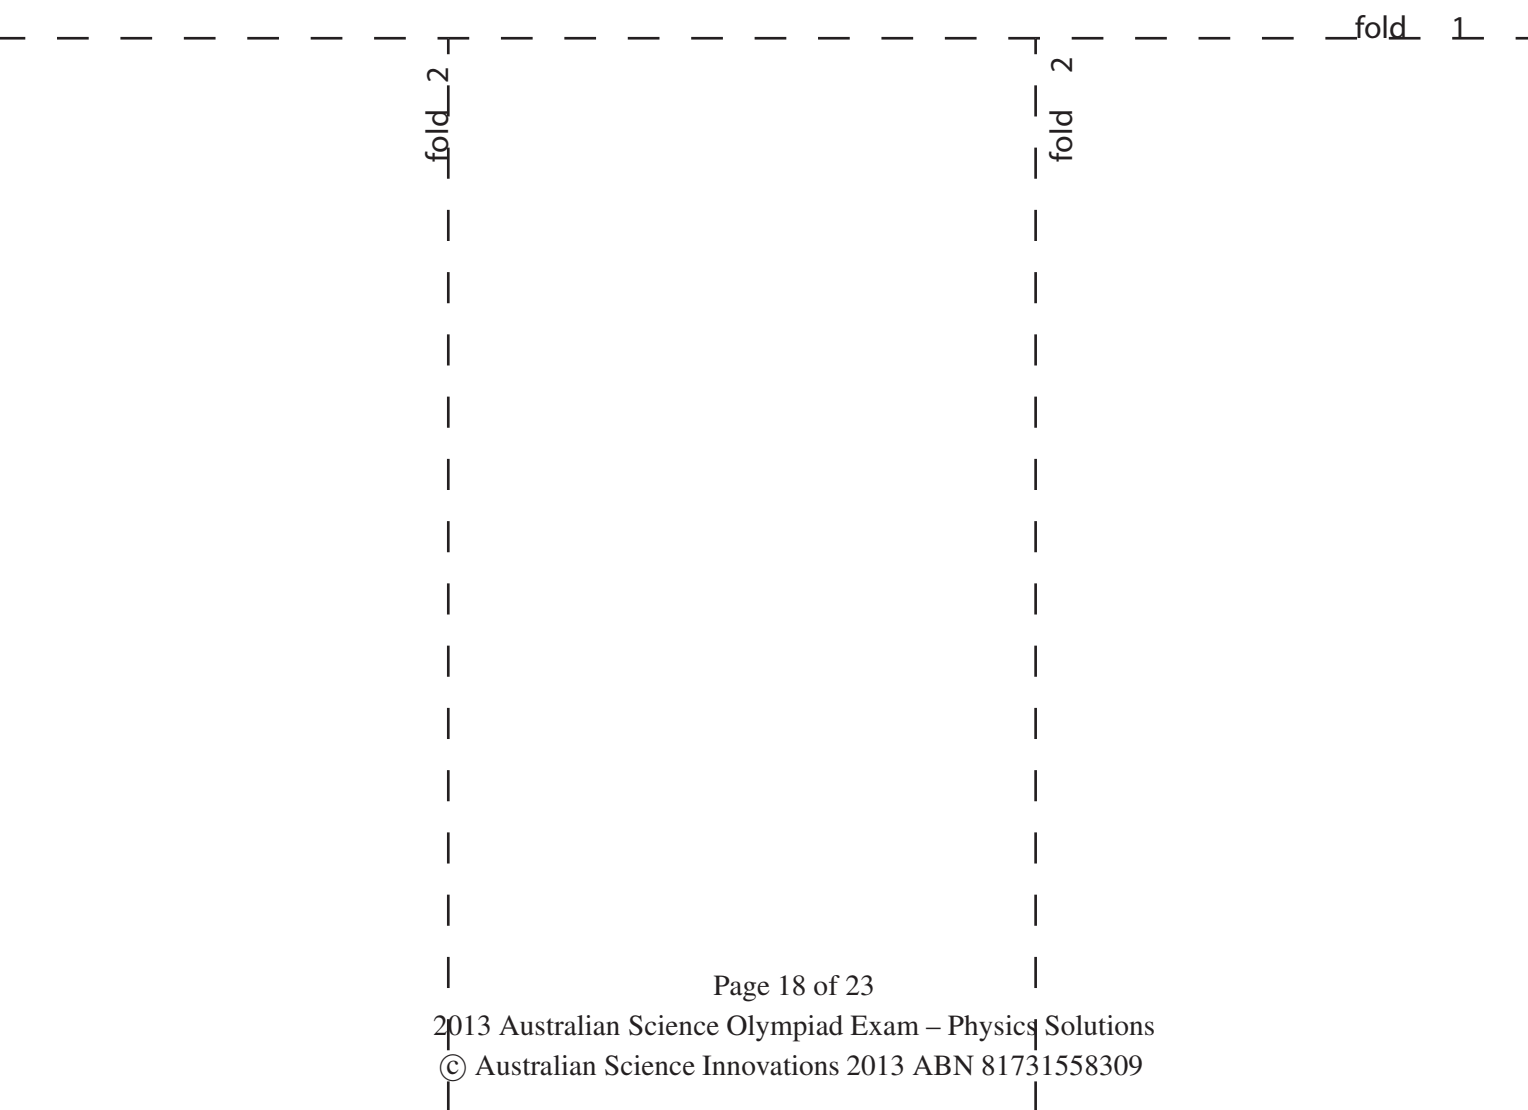 fold 1
fold 2
fold 2
Page 18 of 23
2013 Australian Science Olympiad Exam – Physics Solutions
© Australian Science Innovations 2013 ABN 81731558309